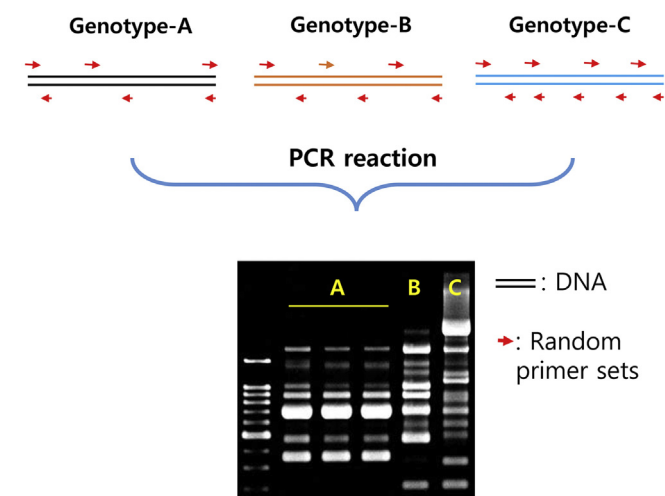 Genotype-A
Genotype-B
Genotype-C
PCR reaction
A
B
C
: DNA
: Random
primer sets